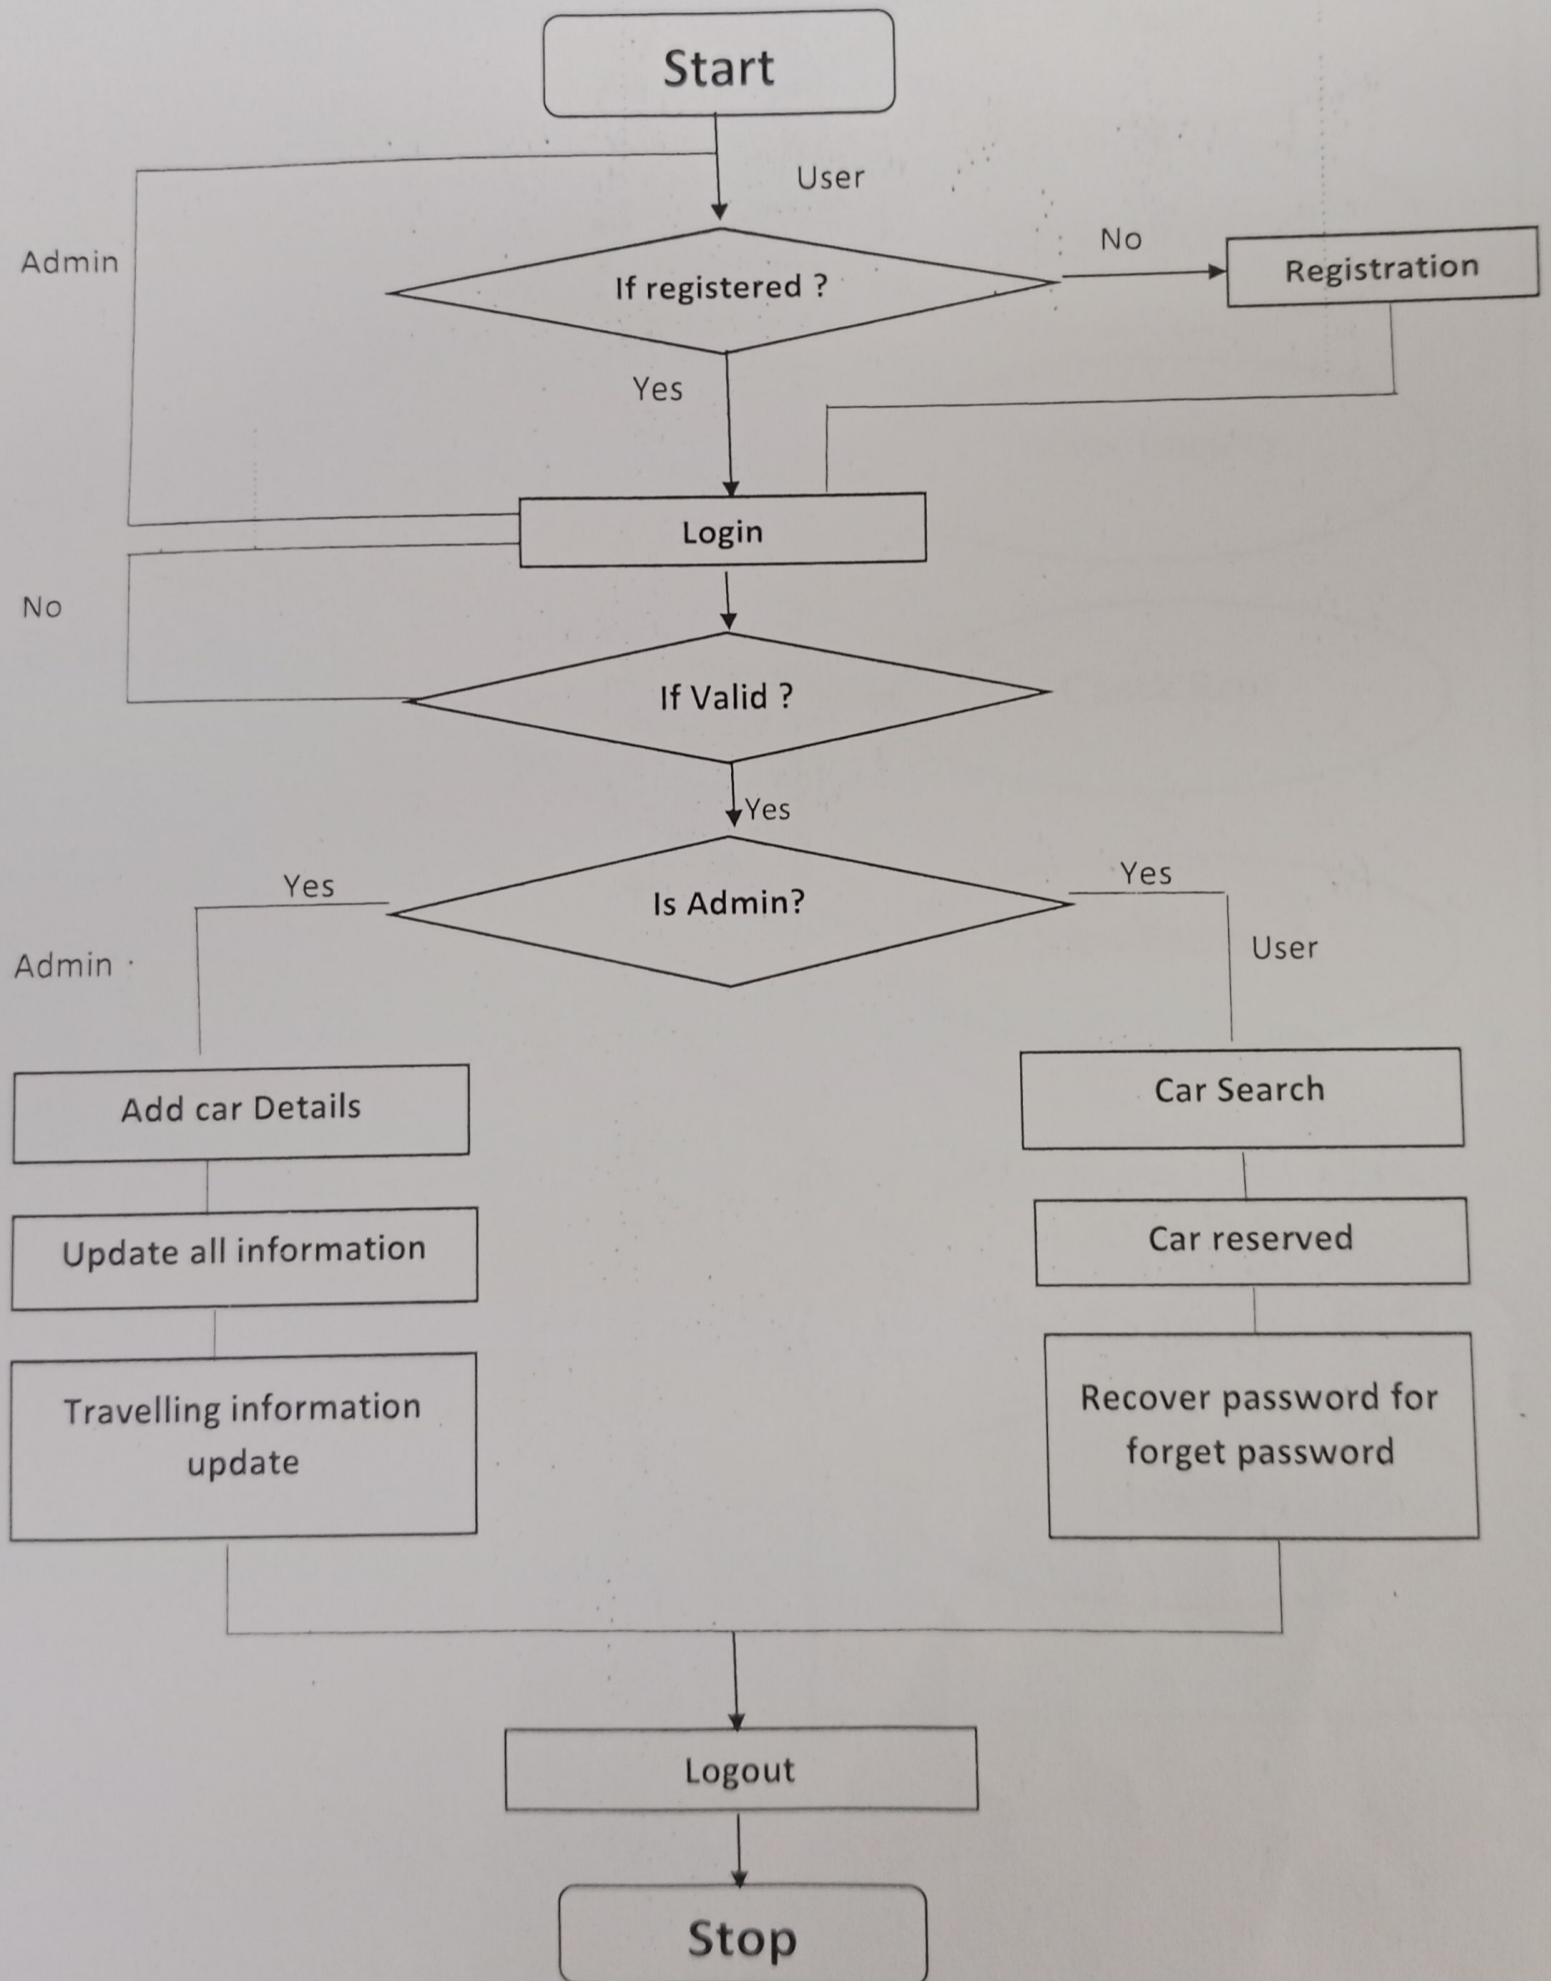 Start
User
Admin
No
If registered ?
Registration
Yes
Login
No
If Valid ?
Yes
Yes
Is Admin?
Yes
Admin
User
Add car Details
Car Search
Update all information
Car reserved
Travelling information
update
Recover password for
forget password
Logout
Stop